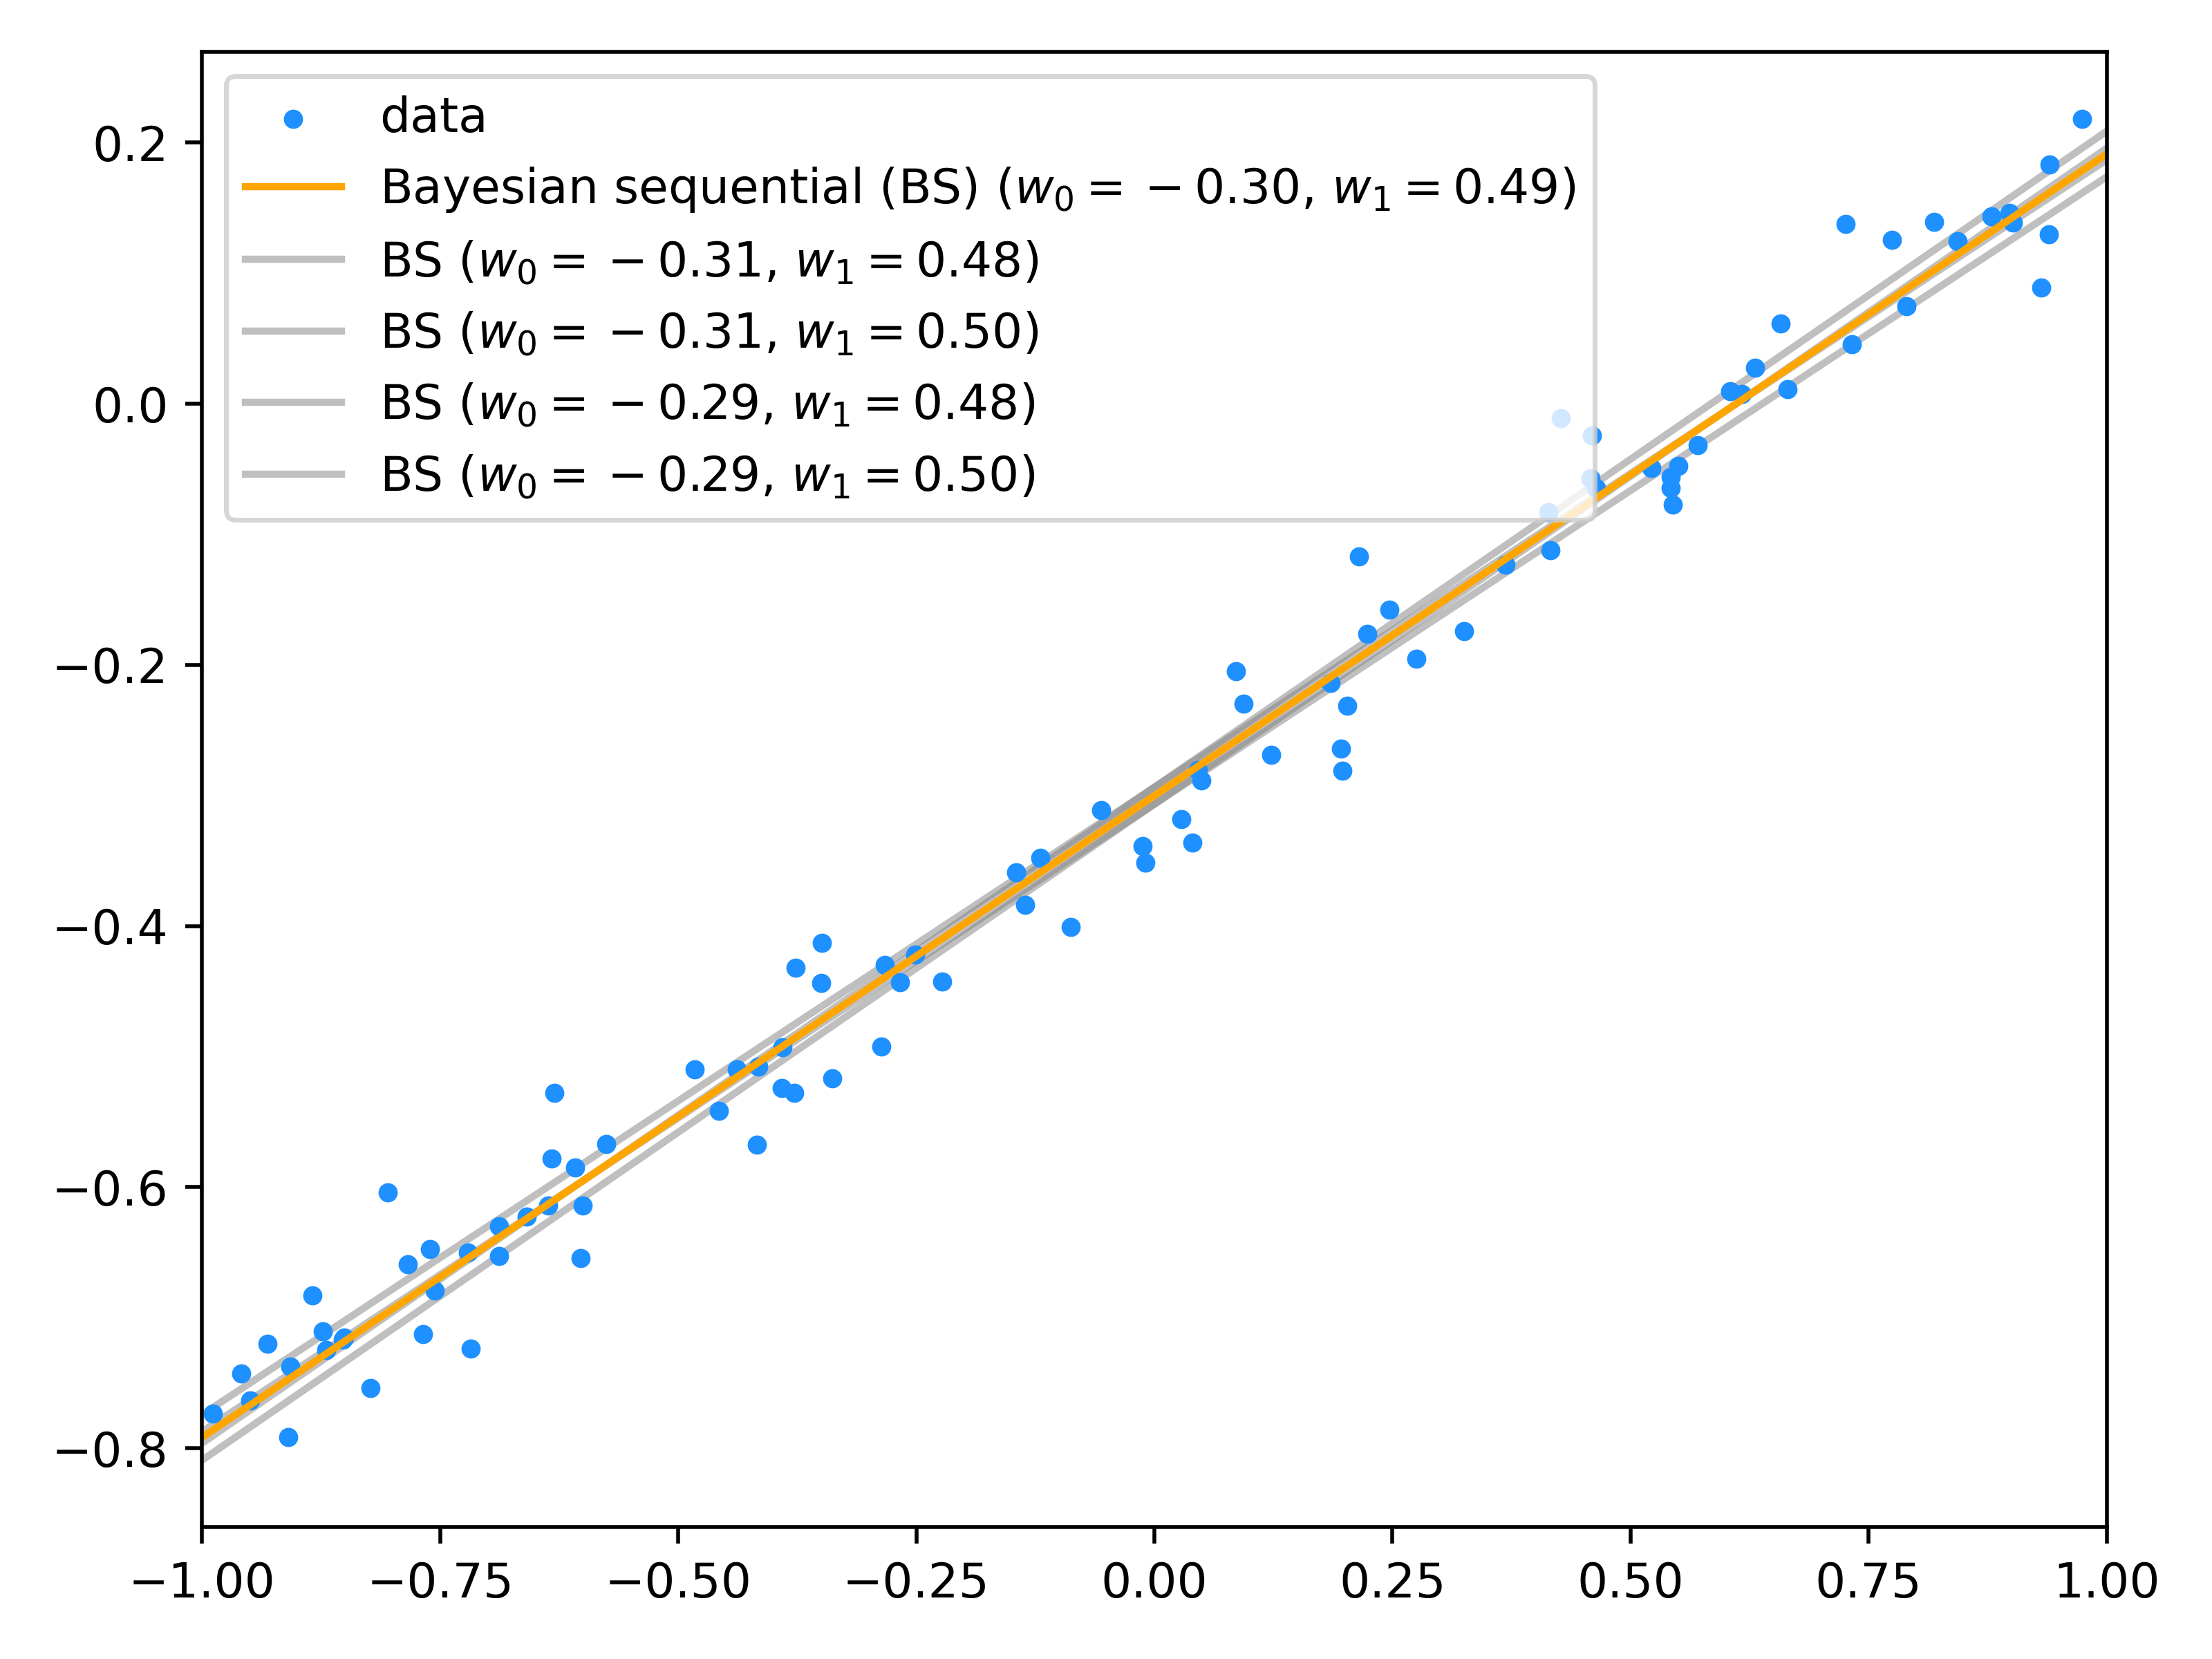 data
Bayesian sequential (BS) (w₀ = −0.30, w₁ = 0.49)
BS (w₀ = −0.31, w₁ = 0.48)
BS (w₀ = −0.31, w₁ = 0.50)
BS (w₀ = −0.29, w₁ = 0.48)
BS (w₀ = −0.29, w₁ = 0.50)
0.2
0.0
−0.2
−0.4
−0.6
−0.8
−1.00 −0.75 −0.50 −0.25 0.00 0.25 0.50 0.75 1.00